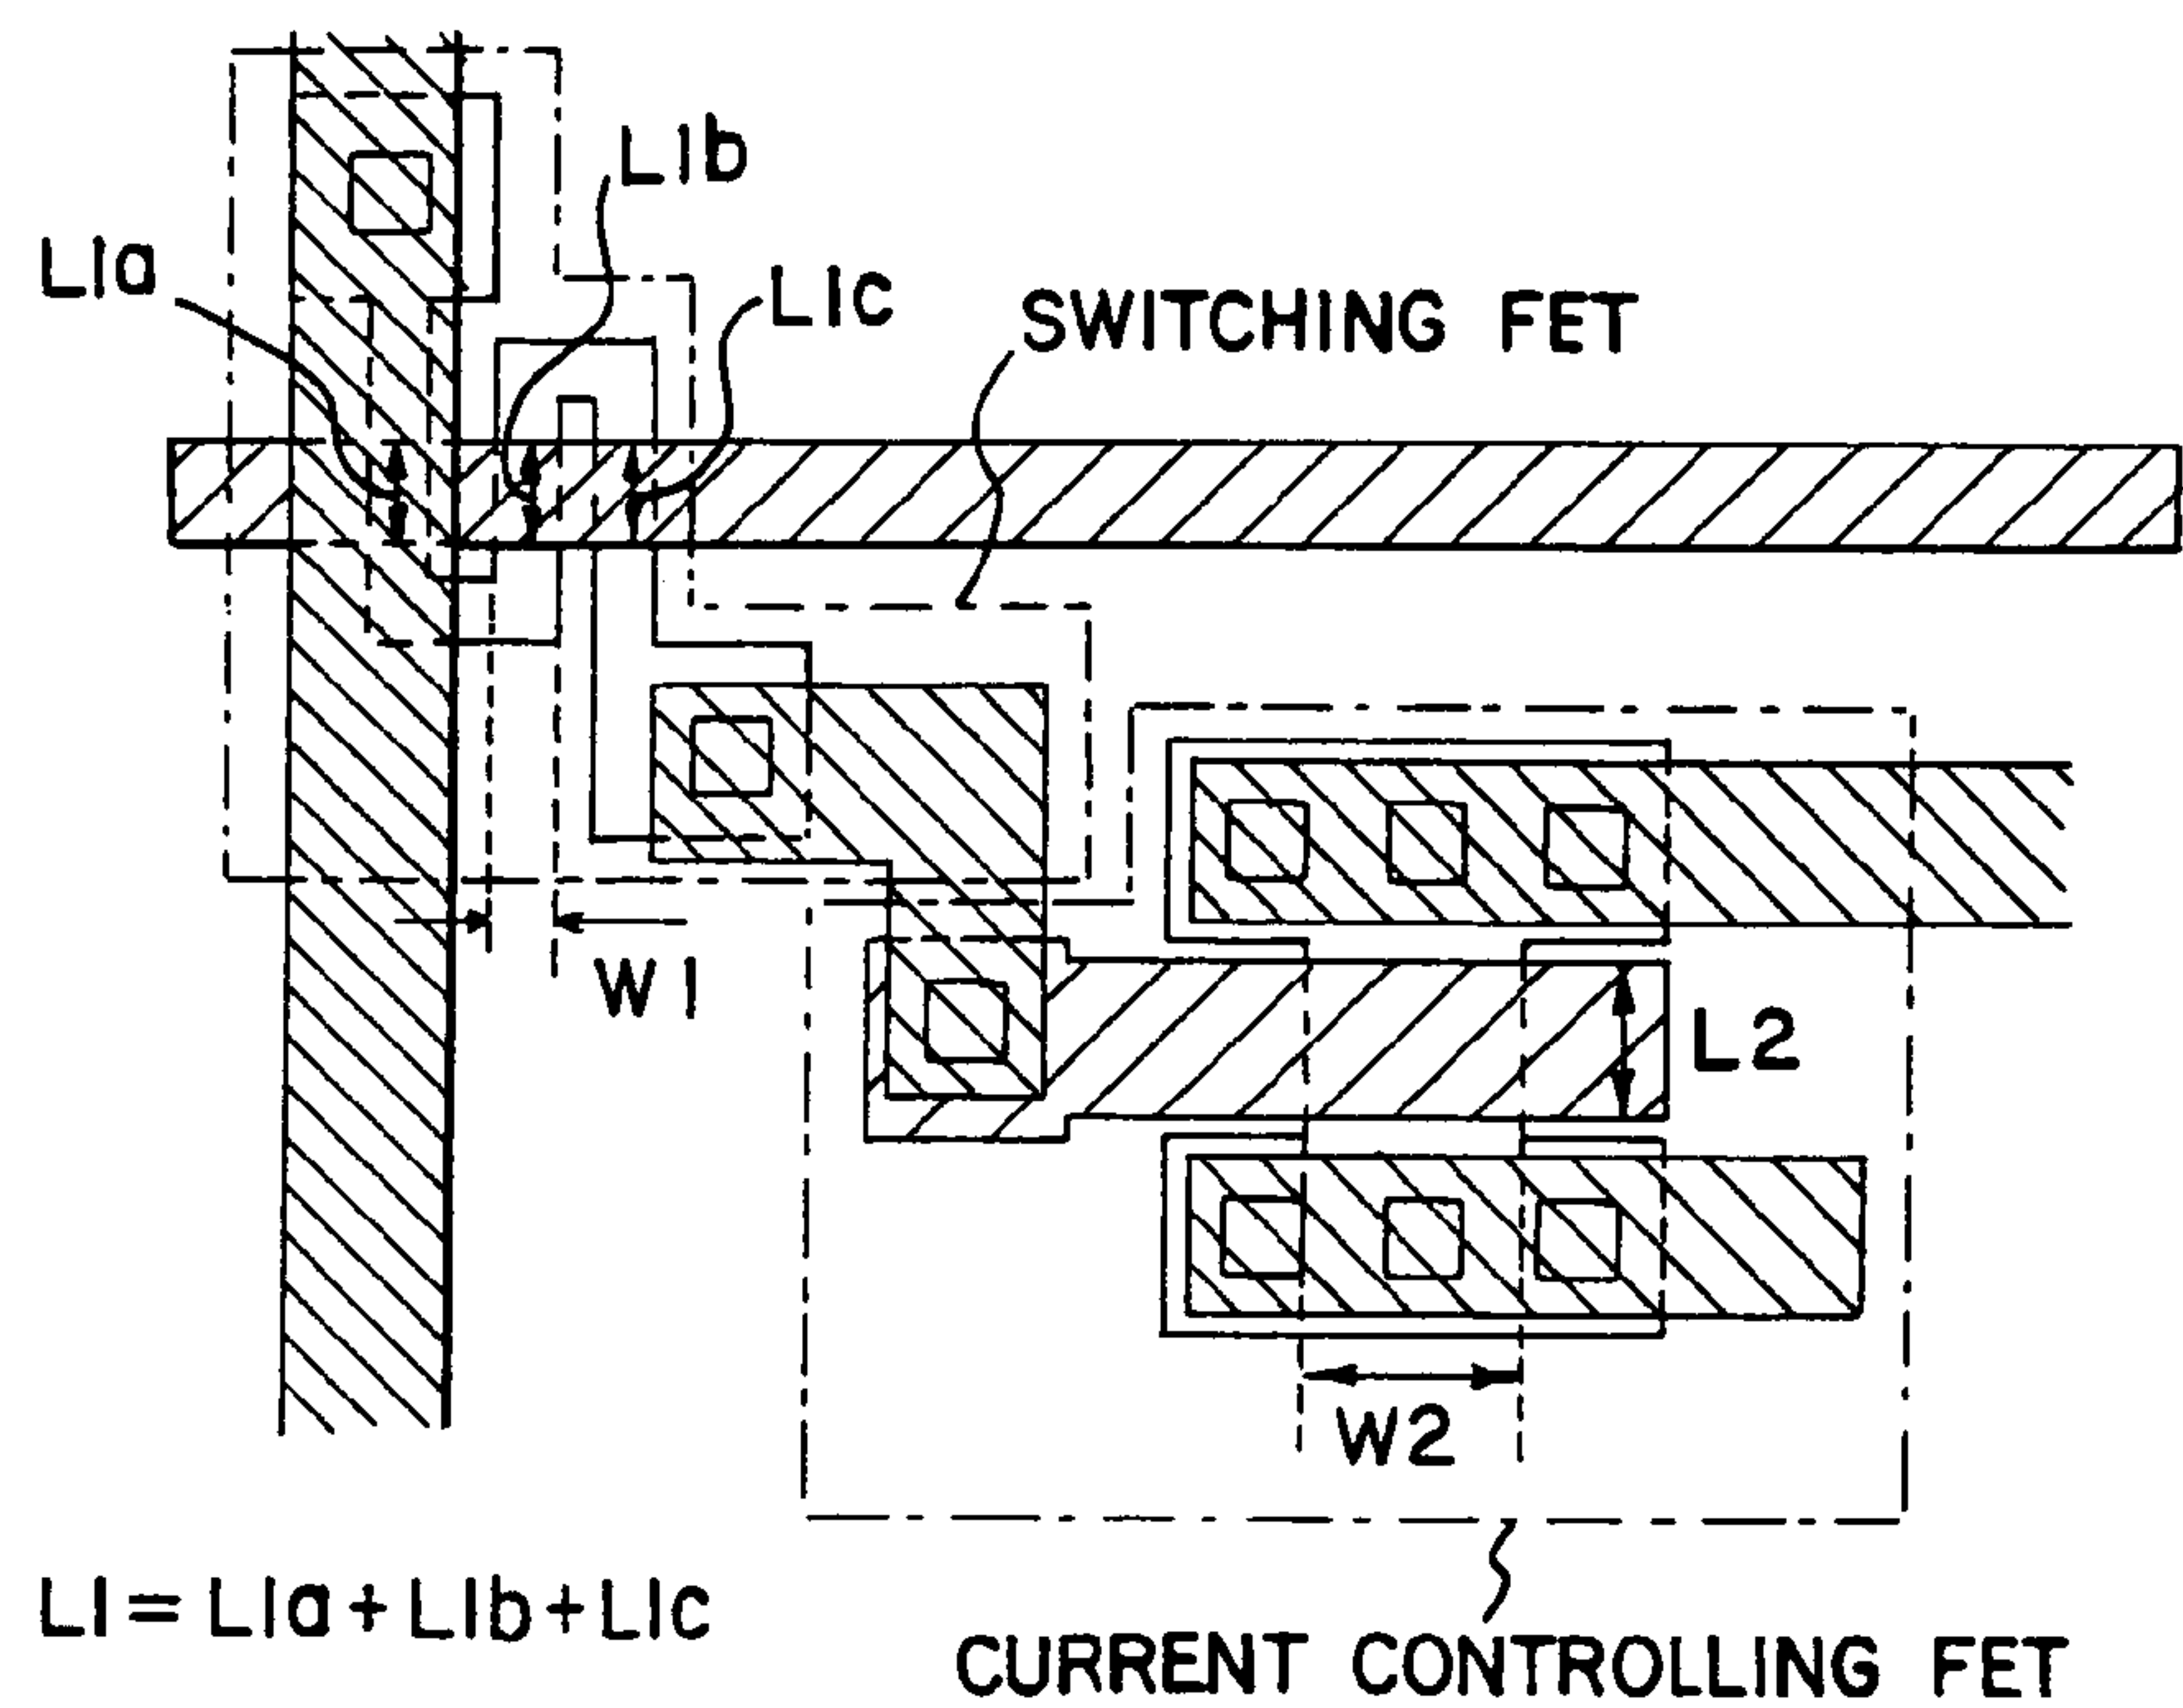 L1b
L1a
L1c
SWITCHING FET
W1
L2
W2
L1=L1a+L1b+L1c
CURRENT CONTROLLING FET